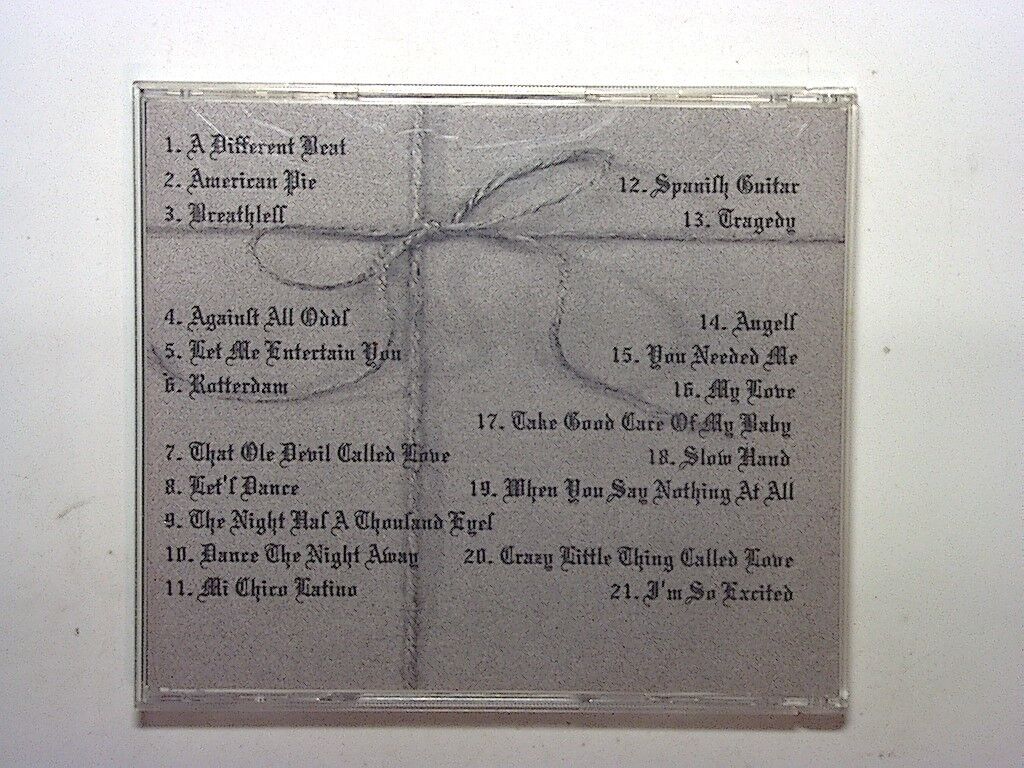 1. A Different Beat
2. American Pie
3. Breathleſſ
4. Againſt All Oddſ
5. Let Me Entertain You
6. Rotterdam
7. That Ole Devil Called Love
8. Let'ſ Dance
9. The Night Haſ A Thouſand Eyeſ
10. Dance The Night Away
11. Mi Chico Latino
12. Spaniſh Guitar
13. Tragedy
14. Angelſ
15. You Needed Me
16. My Love
17. Take Good Care Of My Baby
18. Slow Hand
19. When You Say Nothing At All
20. Crazy Little Thing Called Love
21. I'm So Excited